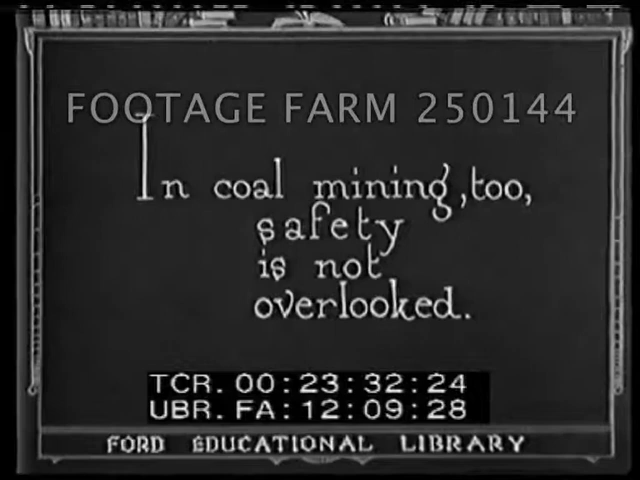 FOOTAGE FARM 250144
In coal mining, too,
safety
is not
overlooked.
TCR. 00:23:32:24
UBR. FA:12:09:28
FORD EDUCATIONAL LIBRARY